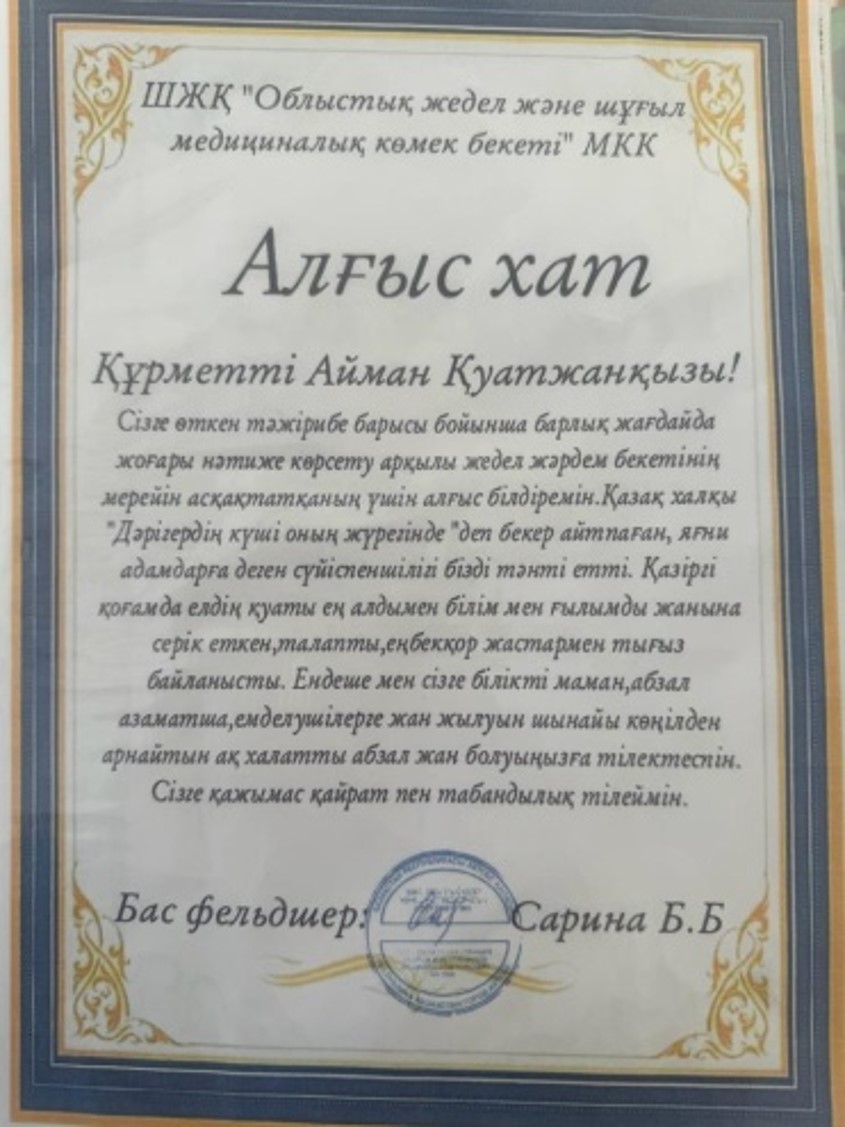 ШЖҚ "Облыстық жедел және шұғыл
медициналық көмек бекеті" МКК
Алғыс хат
Құрметті Айман Қуатжанқызы!
Сізге өткен тәжірибе барысы бойынша барлық жағдайда
жоғары нәтиже көрсету арқылы жедел жәрдем бекетінің
мерейін асқақтатқаның үшін алғыс білдіремін.Қазақ халқы
"Дәрігердің күші оның жүрегінде "деп бекер айтпаған, яғни
адамдарға деген сүйіспеншілігі бізді тәнті етті. Қазіргі
қоғамда елдің қуаты ең алдымен білім мен ғылымды жанына
серік еткен,талапты,еңбекқор жастармен тығыз
байланысты. Ендеше мен сізге білікті маман,абзал
азаматша,емделушілерге жан жылуын шынайы көңілден
арнайтын ақ халатты абзал жан болуыңызға тілектеспін.
Сізге қажымас қайрат пен табандылық тілеймін.
Бас фельдшер: Сарина Б.Б